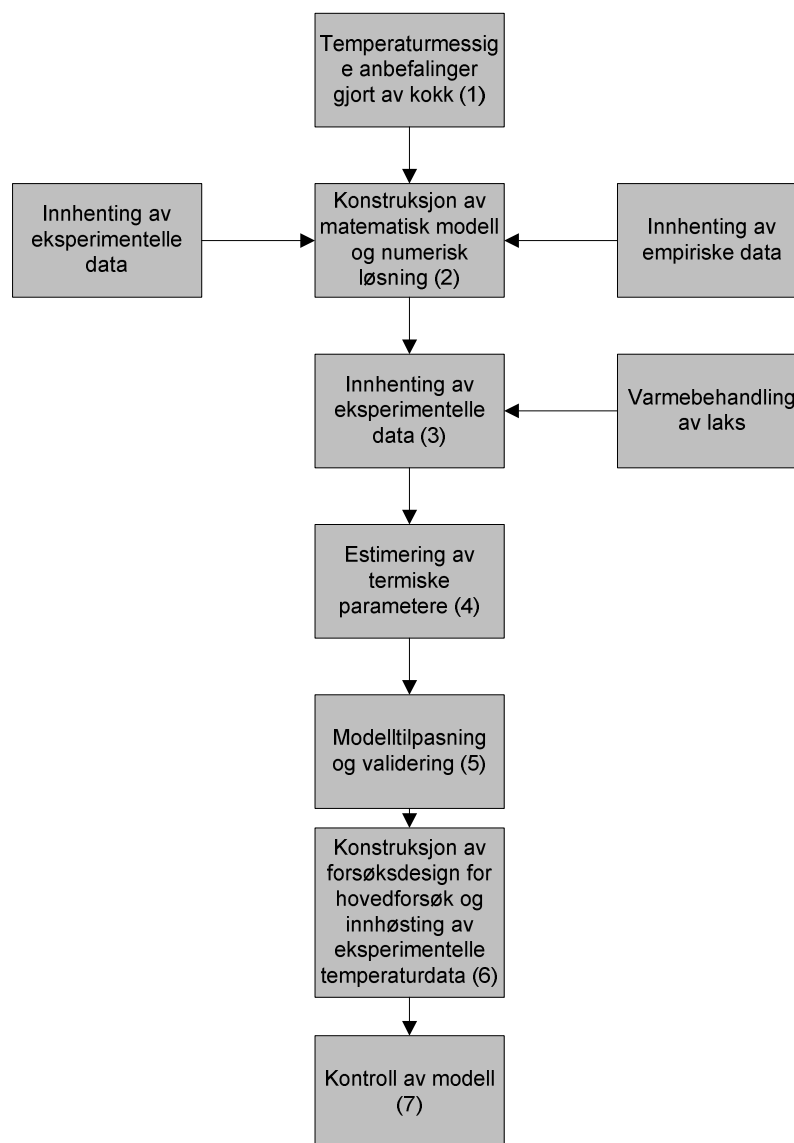 Temperaturmessig
e anbefalinger
gjort av kokk (1)
Innhenting av
eksperimentelle
data
Konstruksjon av
matematisk modell
og numerisk
løsning (2)
Innhenting av
empiriske data
Innhenting av
eksperimentelle
data (3)
Varmebehandling
av laks
Estimering av
termiske
parametere (4)
Modelltilpasning
og validering (5)
Konstruksjon av
forsøksdesign for
hovedforsøk og
innhøsting av
eksperimentelle
temperaturdata (6)
Kontroll av modell
(7)